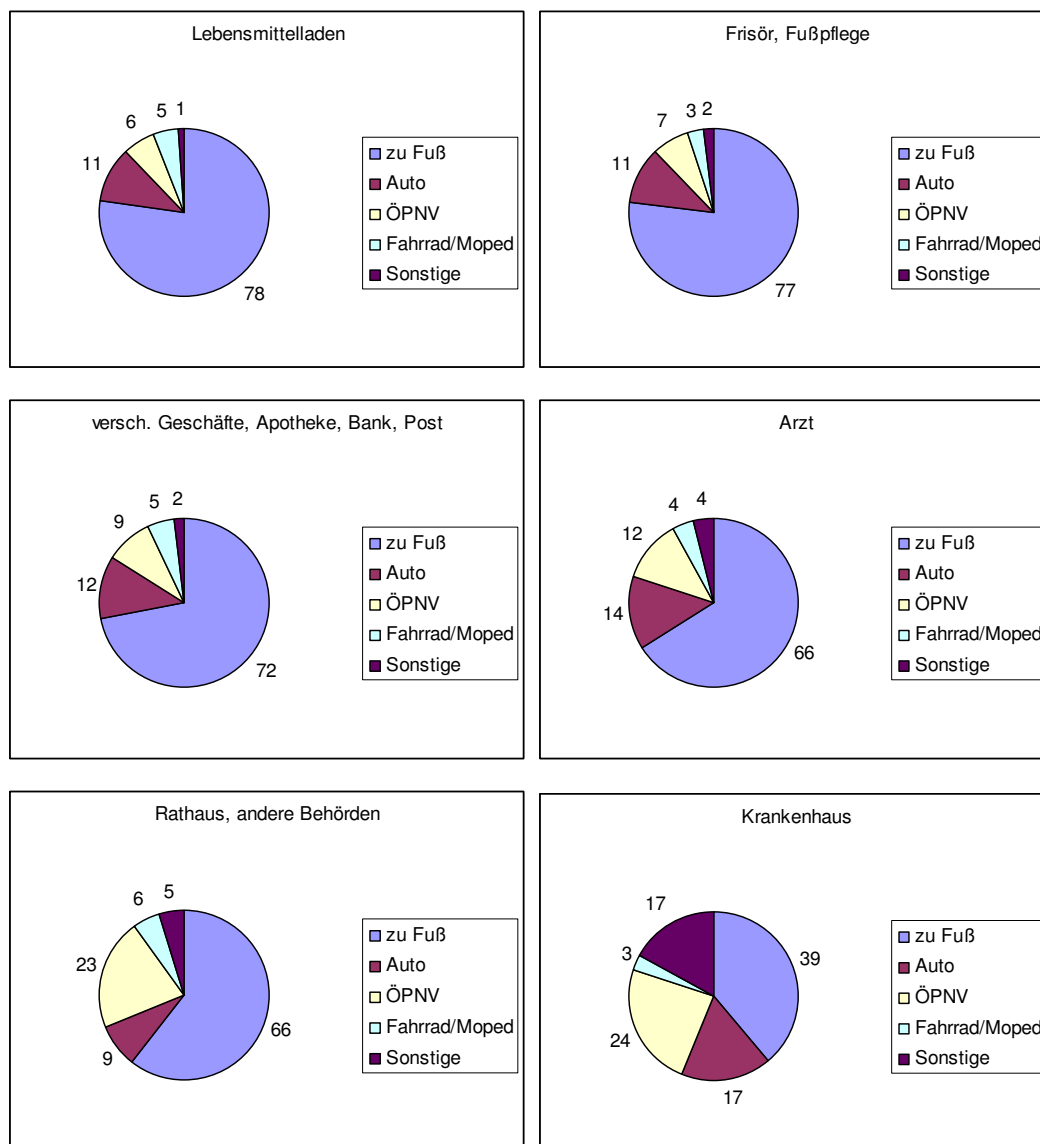 Lebensmittelladen
1
5
6
11
78
zu Fuß
Auto
ÖPNV
Fahrrad/Moped
Sonstige
Frisör, Fußpflege
2
3
7
11
77
zu Fuß
Auto
ÖPNV
Fahrrad/Moped
Sonstige
versch. Geschäfte, Apotheke, Bank, Post
2
5
9
12
72
zu Fuß
Auto
ÖPNV
Fahrrad/Moped
Sonstige
Arzt
4
4
12
14
66
zu Fuß
Auto
ÖPNV
Fahrrad/Moped
Sonstige
Rathaus, andere Behörden
5
6
23
9
66
zu Fuß
Auto
ÖPNV
Fahrrad/Moped
Sonstige
Krankenhaus
17
3
24
17
39
zu Fuß
Auto
ÖPNV
Fahrrad/Moped
Sonstige